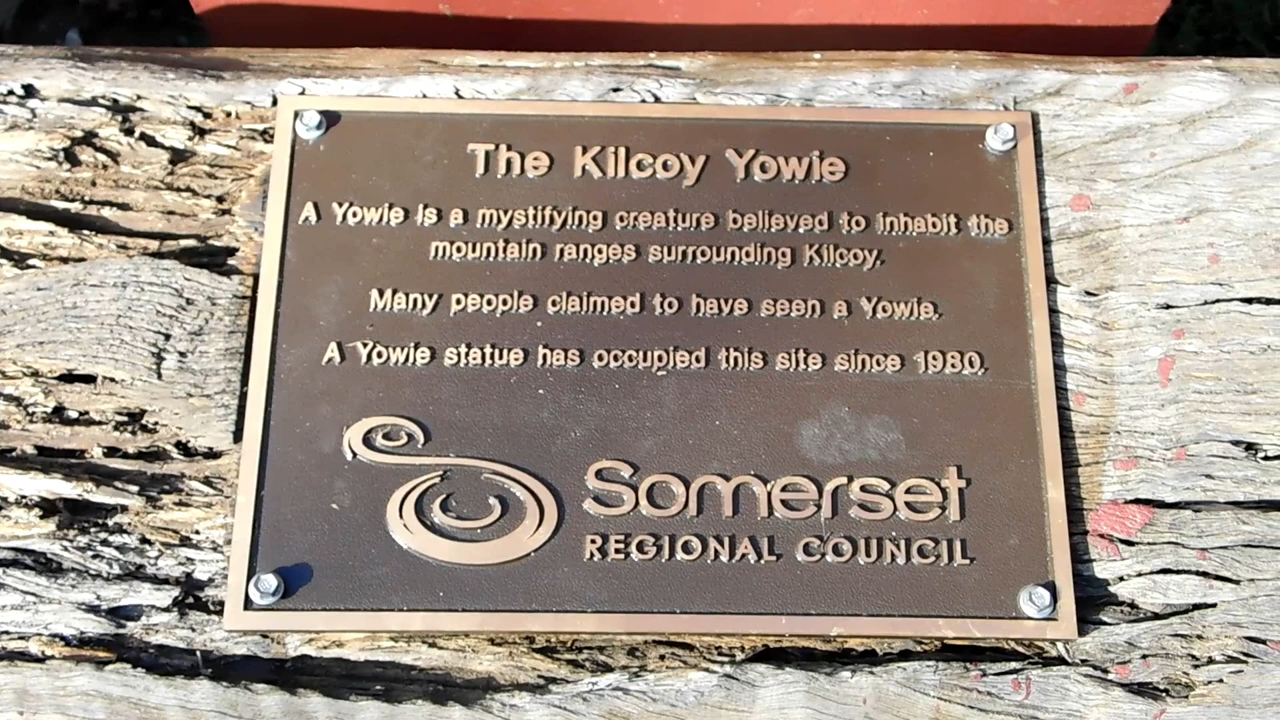 The Kilcoy Yowie
A Yowie is a mystifying creature believed to inhabit the
mountain ranges surrounding Kilcoy.
Many people claimed to have seen a Yowie.
A Yowie statue has occupied this site since 1980.
Somerset
REGIONAL COUNCIL